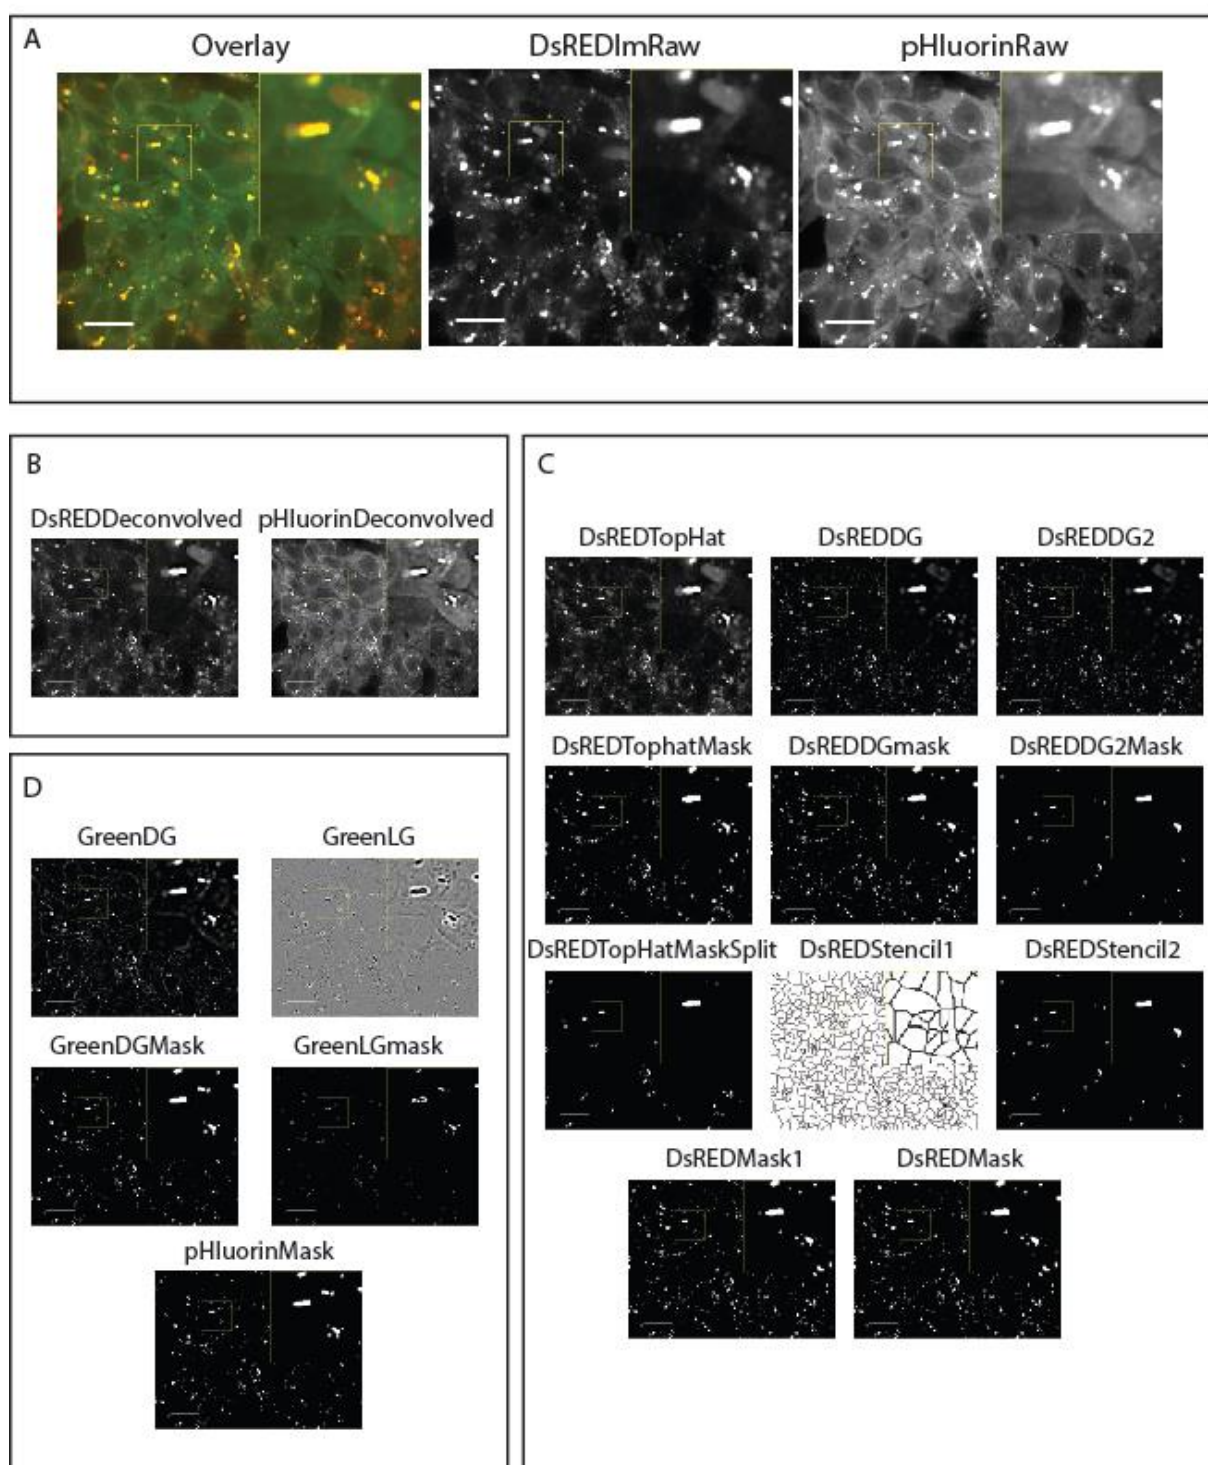 A
Overlay
DsREDImRaw
pHluorinRaw
B
DsREDDeconvolved
pHluorinDeconvolved
C
DsREDTopHat
DsREDDG
DsREDDG2
DsREDTophatMask
DsREDDGmask
DsREDDG2Mask
DsREDTopHatMaskSplit
DsREDStencil1
DsREDStencil2
DsREDMask1
DsREDMask
D
GreenDG
GreenLG
GreenDGMask
GreenLGmask
pHluorinMask